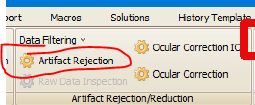 port Macros Solutions History Template
Data Filtering
Artifact Rejection Ocular Correction IC
Raw Data Inspection Ocular Correction
Artifact Rejection/Reduction